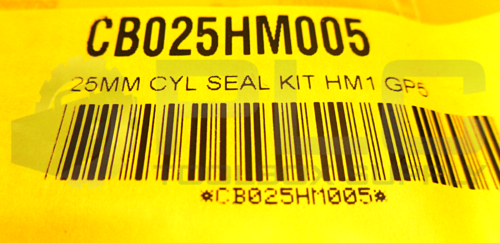 CB025HM005
25MM CYL SEAL KIT HM1 GP5
*CB025HM005*